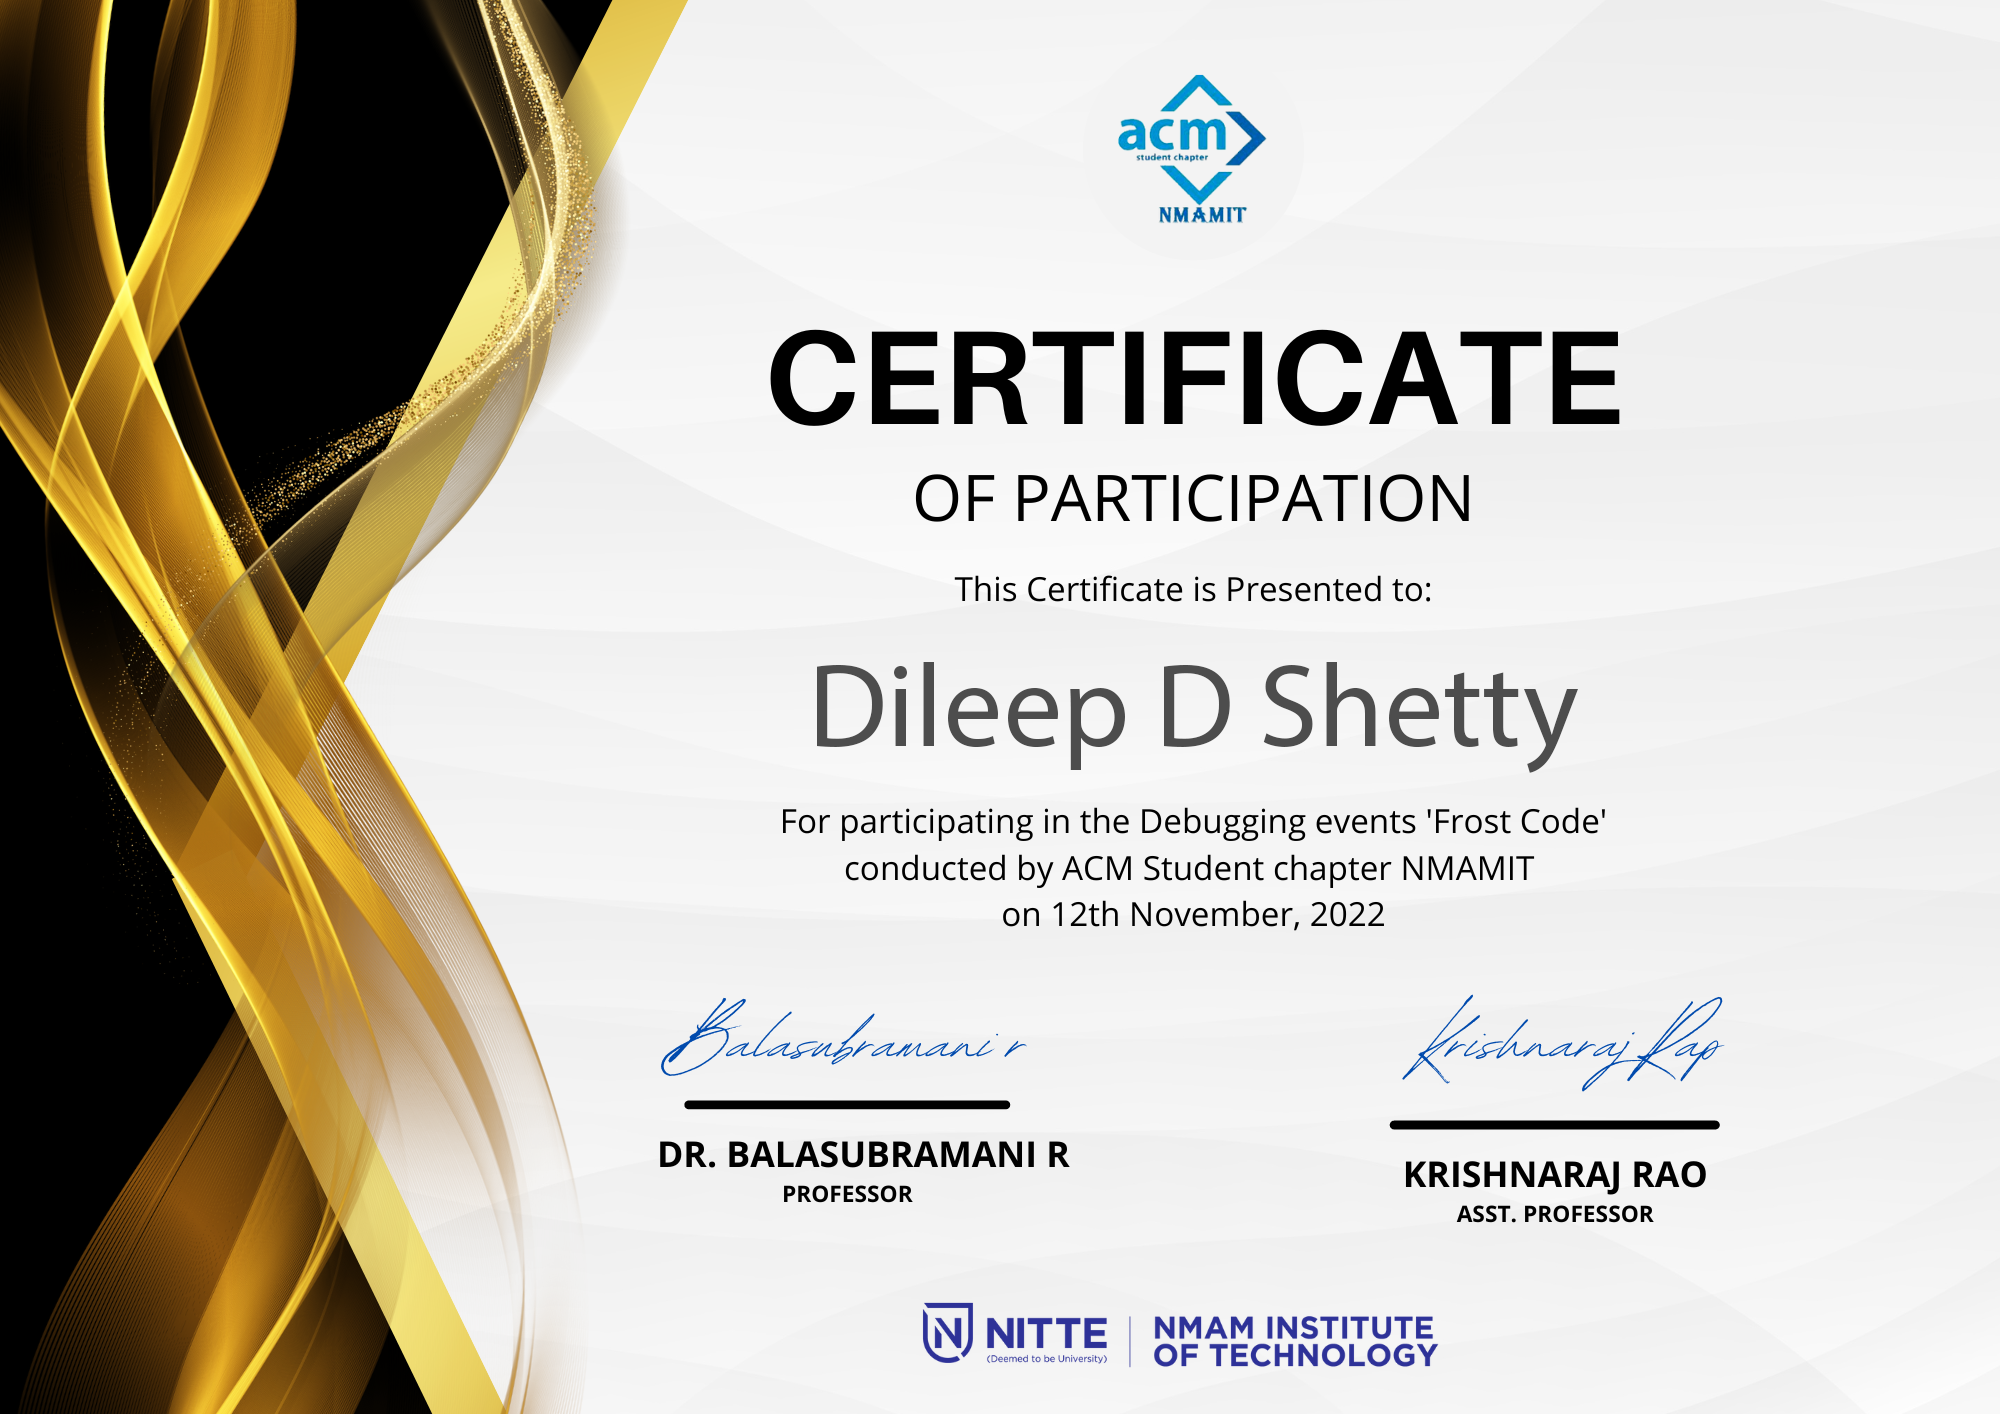 acm
student chapter
NMAMIT
CERTIFICATE
OF PARTICIPATION
This Certificate is Presented to:
Dileep D Shetty
For participating in the Debugging events 'Frost Code'
conducted by ACM Student chapter NMAMIT
on 12th November, 2022
Balasubramani r
Krishnaraj Rao
DR. BALASUBRAMANI R
PROFESSOR
KRISHNARAJ RAO
ASST. PROFESSOR
N NITTE
(Deemed to be University)
NMAM INSTITUTE
OF TECHNOLOGY